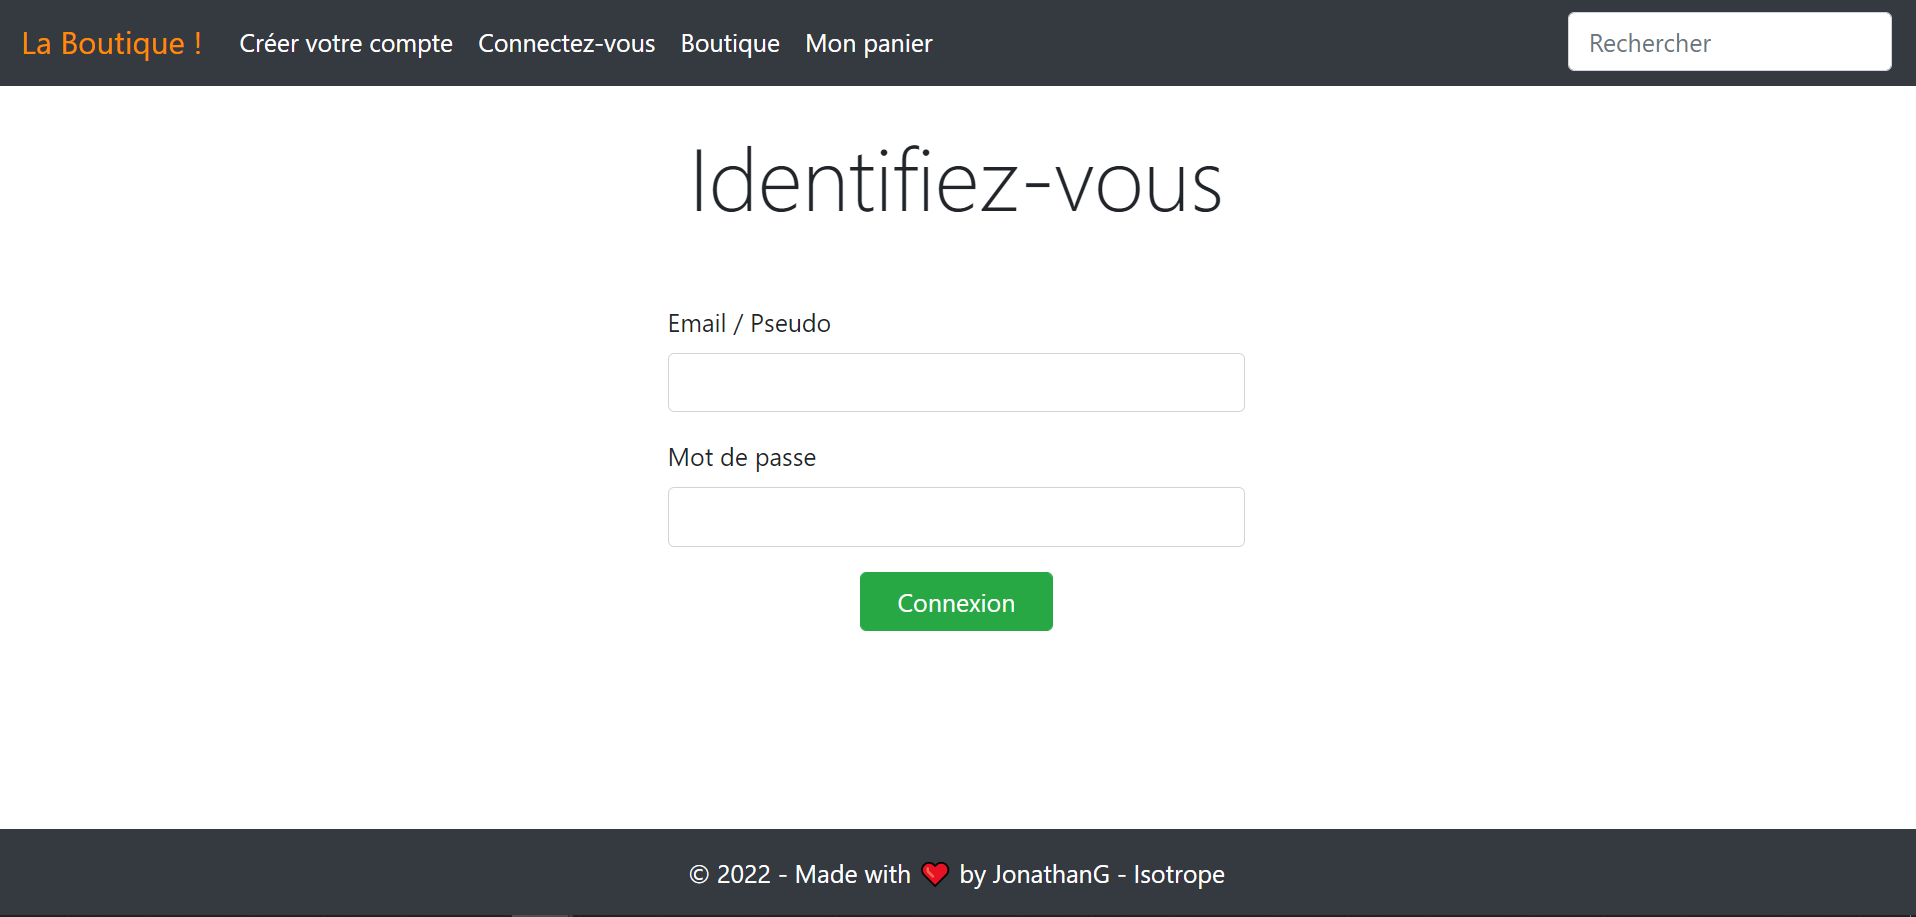 La Boutique ! Créer votre compte Connectez-vous Boutique Mon panier Rechercher
Identifiez-vous
Email / Pseudo
Mot de passe
Connexion
© 2022 - Made with ❤ by JonathanG - Isotrope